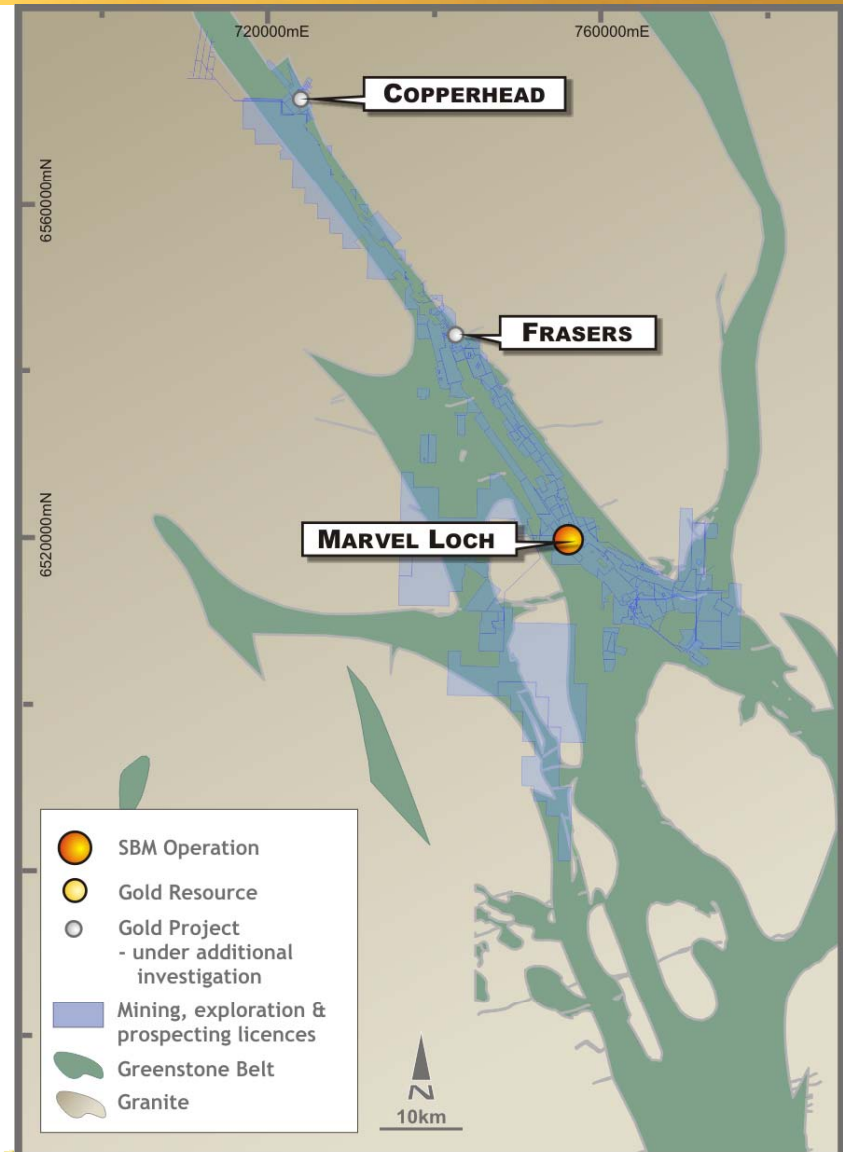 720000mE
760000mE
COPPERHEAD
6560000mN
FRASERS
MARVEL LOCH
6520000mN
SBM Operation
Gold Resource
Gold Project
- under additional
investigation
Mining, exploration &
prospecting licences
Greenstone Belt
Granite
N
10km